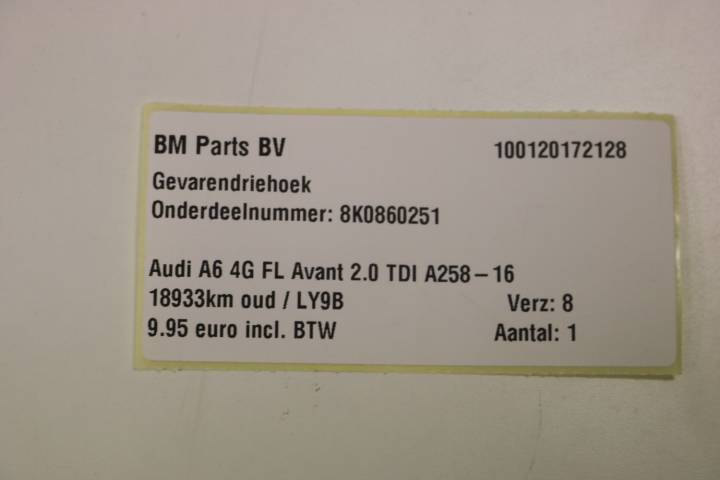 BM Parts BV 100120172128
Gevarendriehoek
Onderdeelnummer: 8K0860251
Audi A6 4G FL Avant 2.0 TDI A258-16
18933km oud / LY9B Verz: 8
9.95 euro incl. BTW Aantal: 1